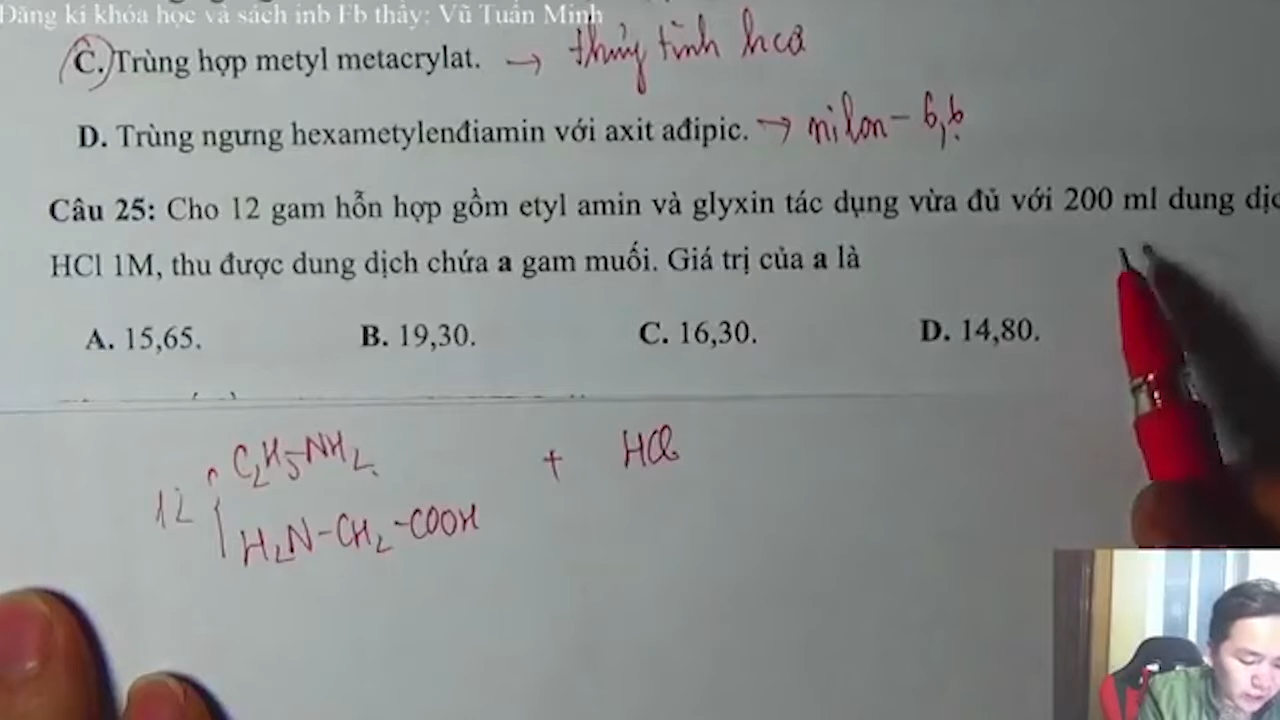 Đăng kí khóa học và sách inb Fb thầy: Vũ Tuấn Minh
C. Trùng hợp metyl metacrylat. → thủy tinh hcơ
D. Trùng ngưng hexametylenđiamin với axit ađipic. → nilon-6,6
Câu 25: Cho 12 gam hỗn hợp gồm etyl amin và glyxin tác dụng vừa đủ với 200 ml dung dịc
HCl 1M, thu được dung dịch chứa a gam muối. Giá trị của a là
A. 15,65. B. 19,30. C. 16,30. D. 14,80.
12 C₂H₅-NH₂ + HCl
H₂N-CH₂-COOH